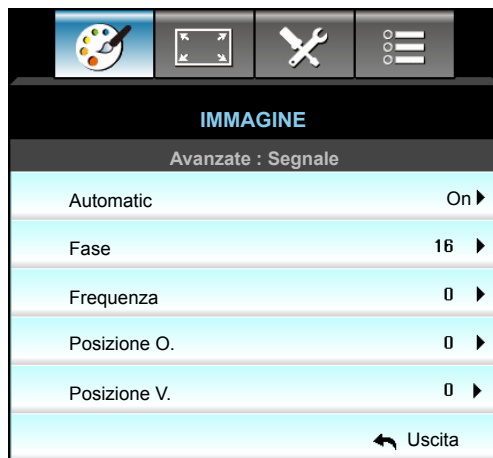 IMMAGINE
Avanzate : Segnale
Automatic On
Fase 16
Frequenza 0
Posizione O. 0
Posizione V. 0
Uscita